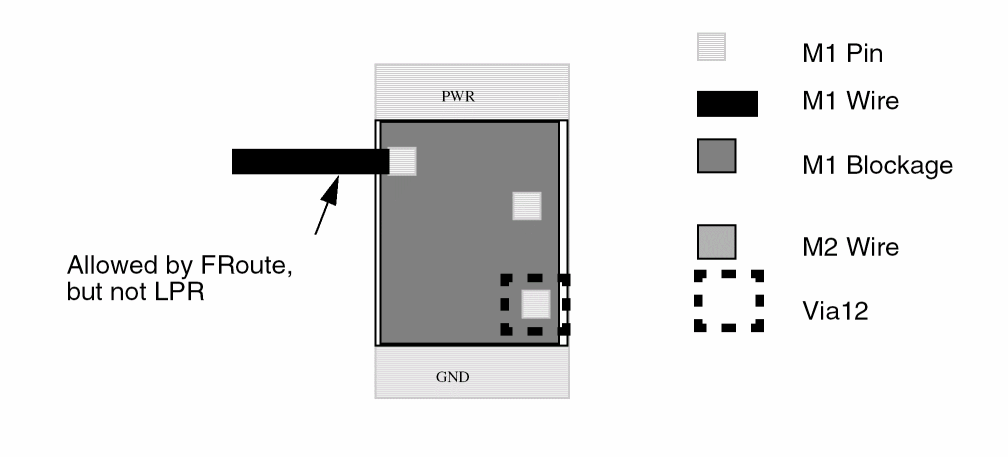 PWR
GND
Allowed by FRoute,
but not LPR
M1 Pin
M1 Wire
M1 Blockage
M2 Wire
Via12